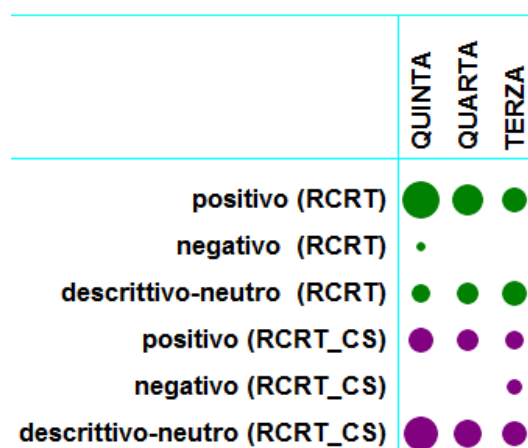 QUINTA
QUARTA
TERZA
positivo (RCRT)
negativo (RCRT)
descrittivo-neutro (RCRT)
positivo (RCRT_CS)
negativo (RCRT_CS)
descrittivo-neutro (RCRT_CS)